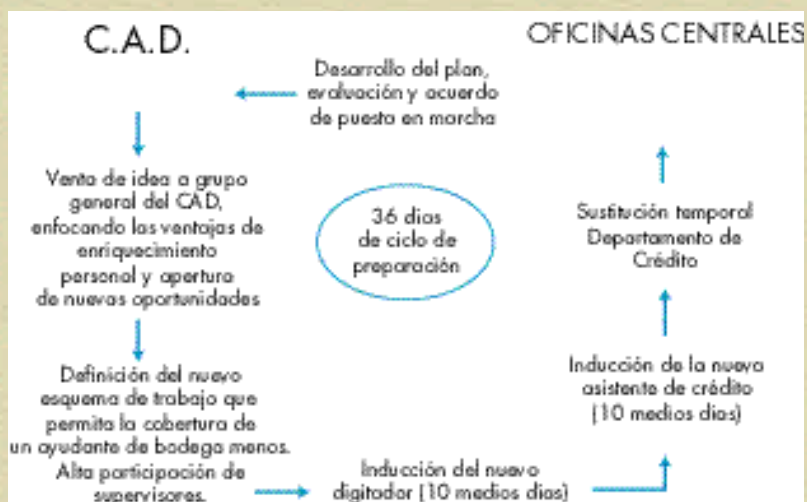 C.A.D.
OFICINAS CENTRALES
Desarrollo del plan,
evaluación y acuerdo
de puesta en marcha
Venta de idea a grupo
general del CAD,
enfocando las ventajas de
enriquecimiento
personal y apertura
de nuevas oportunidades
36 días
de ciclo de
preparación
Sustitución temporal
Departamento de
Crédito
Definición del nuevo
esquema de trabajo que
permita la cobertura de
un ayudante de bodega menos.
Alta participación de
supervisores.
Inducción del nuevo
digitador (10 medios días)
Inducción de la nueva
asistente de crédito
(10 medios días)